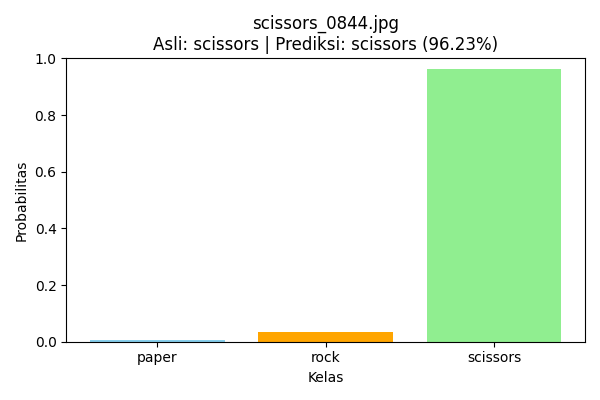 scissors_0844.jpg
Asli: scissors | Prediksi: scissors (96.23%)
1.0
0.8
0.6
0.4
0.2
0.0
Probabilitas
paper
rock
scissors
Kelas